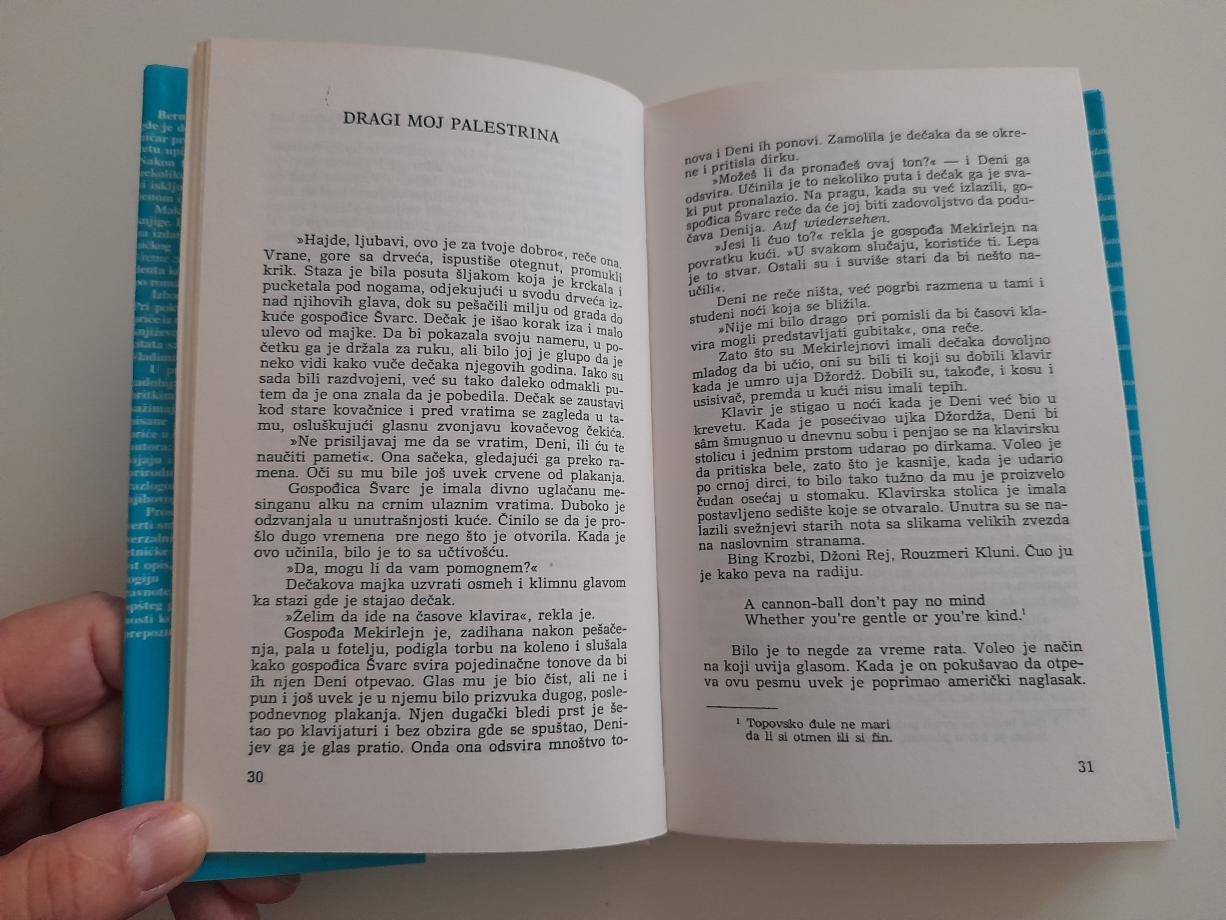 DRAGI MOJ PALESTRINA
»Hajde, ljubavi, ovo je za tvoje dobro«, reče ona.
Vrane, gore sa drveća, ispustiše otegnut, promukli
krik. Staza je bila posuta šljakom koja je krckala i
pucketala pod nogama, odjekujući u svodu drveća iz-
nad njihovih glava, dok su pešačili milju od grada do
kuće gospođice Švarc. Dečak je išao korak iza i malo
ulevo od majke. Da bi pokazala svoju nameru, u po-
četku ga je držala za ruku, ali bilo joj je glupo da je
neko vidi kako vuče dečaka njegovih godina. Iako su
sada bili razdvojeni, već su tako daleko odmakli pu-
tem da je ona znala da je pobedila. Dečak se zaustavi
kod stare kovačnice i pred vratima se zagleda u ta-
mu, osluškujući glasnu zvonjavu kovačevog čekića.
»Ne prisiljavaj me da se vratim, Deni, ili ću te
naučiti pameti«. Ona sačeka, gledajući ga preko ra-
mena. Oči su mu bile još uvek crvene od plakanja.
Gospođica Švarc je imala divno uglačanu me-
singanu alku na crnim ulaznim vratima. Duboko je
odzvanjala u unutrašnjosti kuće. Činilo se da je pro-
šlo dugo vremena pre nego što je otvorila. Kada je
ovo učinila, bilo je to sa učtivošću.
»Da, mogu li da vam pomognem?«
Dečakova majka uzvrati osmeh i klimnu glavom
ka stazi gde je stajao dečak.
»Želim da ide na časove klavira«, rekla je.
Gospođa Mekirlejn je, zadihana nakon pešače-
nja, pala u fotelju, podigla torbu na koleno i slušala
kako gospođica Švarc svira pojedinačne tonove da bi
ih njen Deni otpevao. Glas mu je bio čist, ali ne i
pun i još uvek je u njemu bilo prizvuka dugog, posle-
podnevnog plakanja. Njen dugački bledi prst je še-
tao po klavijaturi i bez obzira gde se spuštao, Deni-
jev ga je glas pratio. Onda ona odsvira mnoštvo to-
30
nova i Deni ih ponovi. Zamolila je dečaka da se okre-
ne i pritisla dirku.
»Možeš li da pronađeš ovaj ton?« — i Deni ga
odsvira. Učinila je to nekoliko puta i dečak ga je sva-
ki put pronalazio. Na pragu, kada su već izlazili, go-
spođica Švarc reče da će joj biti zadovoljstvo da podu-
čava Denija. Auf wiedersehen.
»Jesi li čuo to?« rekla je gospođa Mekirlejn na
povratku kući. »U svakom slučaju, koristiće ti. Lepa
je to stvar. Ostali su i suviše stari da bi nešto na-
učili«.
Deni ne reče ništa, već pogrbi ramena u tami i
studeni noći koja se bližila.
»Nije mi bilo drago pri pomisli da bi časovi kla-
vira mogli predstavljati gubitak«, ona reče.
Zato što su Mekirlejnovi imali dečaka dovoljno
mladog da bi učio, oni su bili ti koji su dobili klavir
kada je umro uja Džordž. Dobili su, takođe, i kosu i
usisivač, premda u kući nisu imali tepih.
Klavir je stigao u noći kada je Deni već bio u
krevetu. Kada je posećivao ujka Džordža, Deni bi
sâm šmugnuo u dnevnu sobu i penjao se na klavirsku
stolicu i jednim prstom udarao po dirkama. Voleo je
da pritiska bele, zato što je kasnije, kada je udario
po crnoj dirci, to bilo tako tužno da mu je proizvelo
čudan osećaj u stomaku. Klavirska stolica je imala
postavljeno sedište koje se otvaralo. Unutra su se na-
lazili svežnjevi starih nota sa slikama velikih zvezda
na naslovnim stranama.
Bing Krozbi, Džoni Rej, Rouzmeri Kluni. Čuo ju
je kako peva na radiju.
A cannon-ball don't pay no mind
Whether you're gentle or you're kind.¹
Bilo je to negde za vreme rata. Voleo je način
na koji uvija glasom. Kada je on pokušavao da otpe-
va ovu pesmu uvek je poprimao američki naglasak.
¹ Topovsko đule ne mari
da li si otmen ili si fin.
31